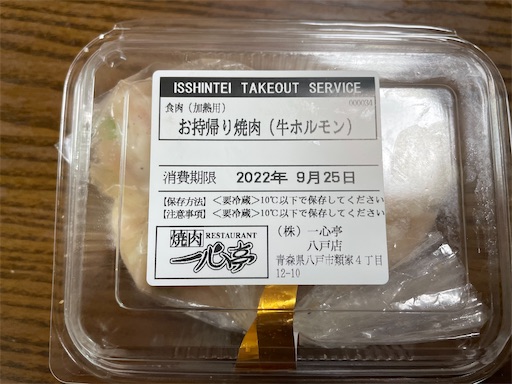 ISSHINTEI TAKEOUT SERVICE
食肉（加熱用）
000034
お持帰り焼肉（牛ホルモン）
消費期限 2022年 9月25日
【保存方法】＜要冷蔵＞10℃以下で保存してください
【注意事項】＜要冷蔵＞10℃以下で保存してください
焼肉 RESTAURANT
一心亭
（株）一心亭
八戸店
青森県八戸市類家４丁目
12-10